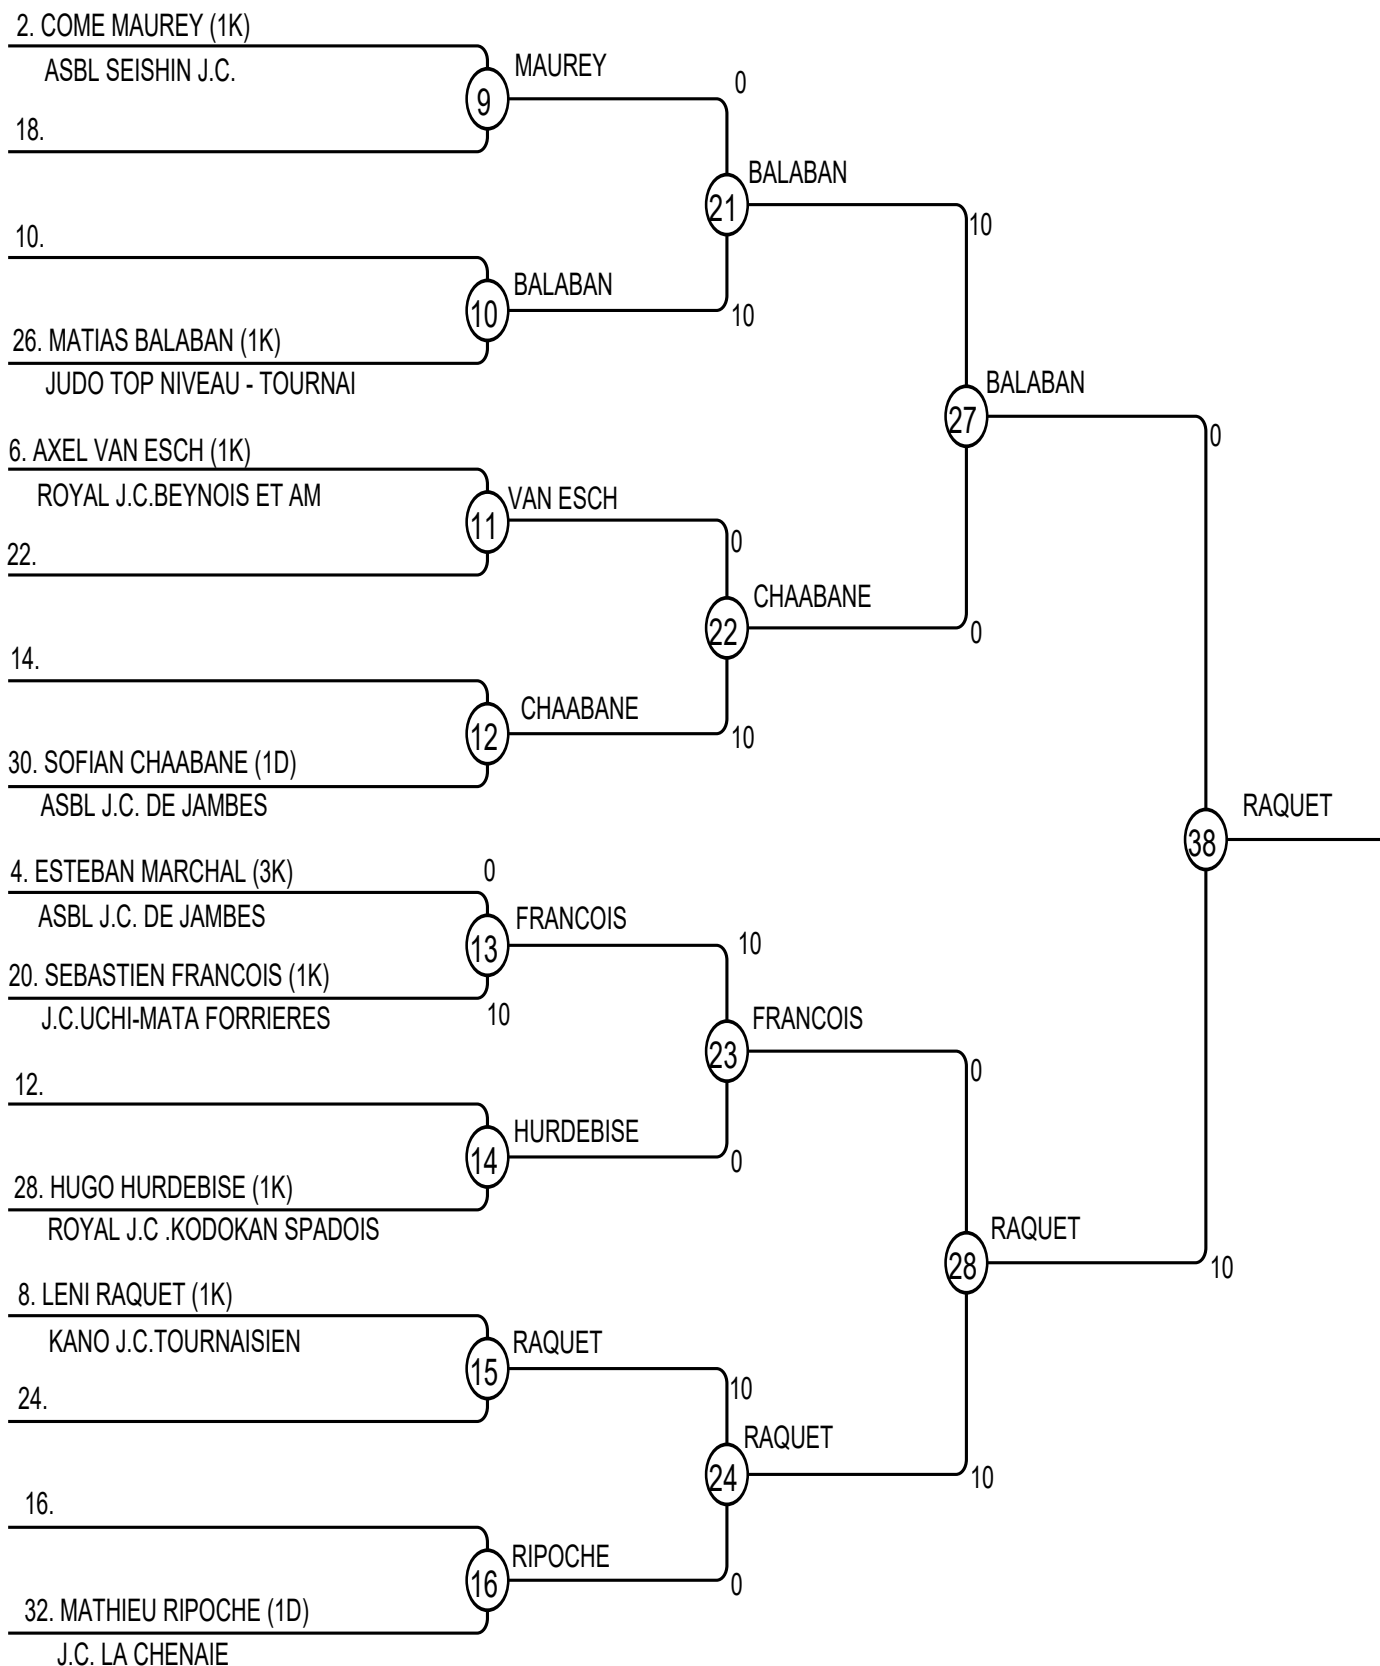 2. COME MAUREY (1K)
ASBL SEISHIN J.C.
18.
9
MAUREY
0
10.
26. MATIAS BALABAN (1K)
JUDO TOP NIVEAU - TOURNAI
10
BALABAN
10
21
BALABAN
10
6. AXEL VAN ESCH (1K)
ROYAL J.C.BEYNOIS ET AM
22.
11
VAN ESCH
0
14.
30. SOFIAN CHAABANE (1D)
ASBL J.C. DE JAMBES
12
CHAABANE
10
22
CHAABANE
0
27
BALABAN
0
4. ESTEBAN MARCHAL (3K)
0
ASBL J.C. DE JAMBES
20. SEBASTIEN FRANCOIS (1K)
J.C.UCHI-MATA FORRIERES
10
13
FRANCOIS
10
12.
28. HUGO HURDEBISE (1K)
ROYAL J.C .KODOKAN SPADOIS
14
HURDEBISE
0
23
FRANCOIS
0
8. LENI RAQUET (1K)
KANO J.C.TOURNAISIEN
24.
15
RAQUET
10
16.
32. MATHIEU RIPOCHE (1D)
J.C. LA CHENAIE
16
RIPOCHE
0
24
RAQUET
10
28
RAQUET
10
38
RAQUET